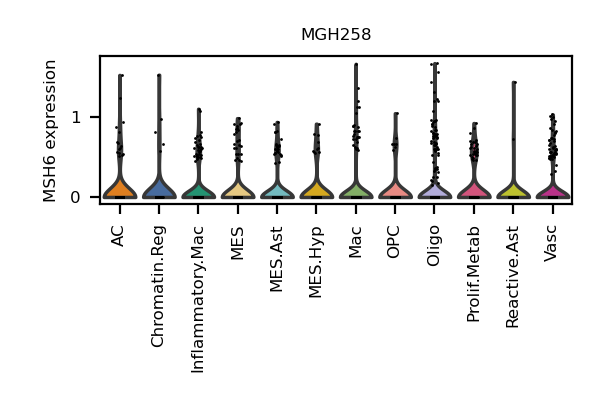 MGH258
MSH6 expression
1
0
AC
Chromatin.Reg
Inflammatory.Mac
MES
MES.Ast
MES.Hyp
Mac
OPC
Oligo
Prolif.Metab
Reactive.Ast
Vasc